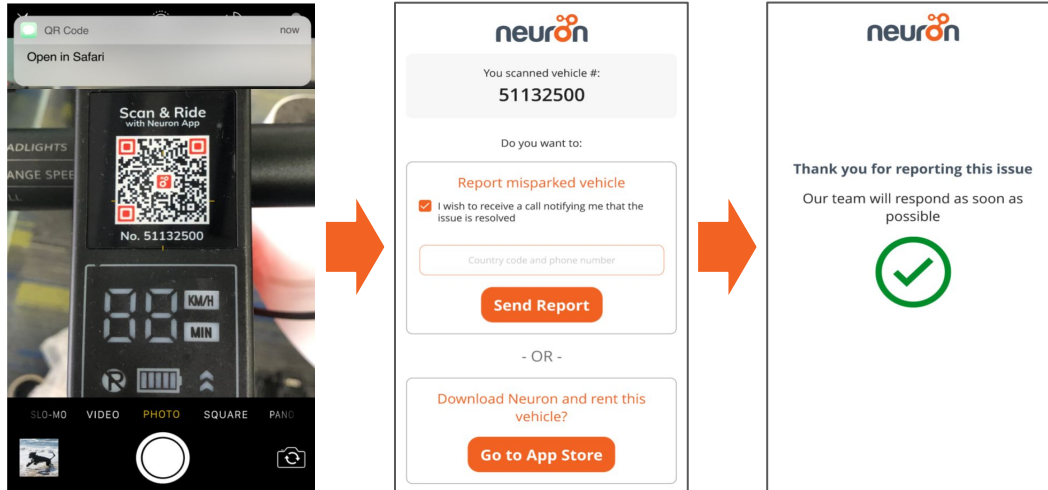 QR Code
now
Open in Safari
Scan & Ride
with Neuron App
ADLIGHTS
ANGE SPEE
No. 51132500
88
KM/H
MIN
SLO-MO VIDEO PHOTO SQUARE PANO
neuron
You scanned vehicle #:
51132500
Do you want to:
Report misparked vehicle
I wish to receive a call notifying me that the
issue is resolved
Country code and phone number
Send Report
- OR -
Download Neuron and rent this
vehicle?
Go to App Store
neuron
Thank you for reporting this issue
Our team will respond as soon as
possible